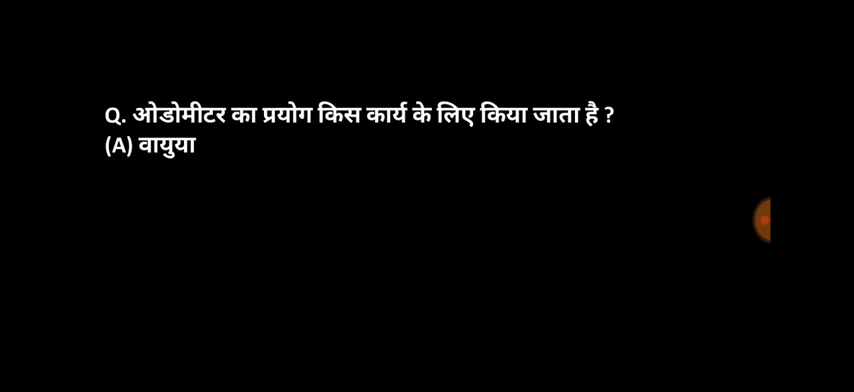 Q. ओडोमीटर का प्रयोग किस कार्य के लिए किया जाता है ?
(A) वायुया